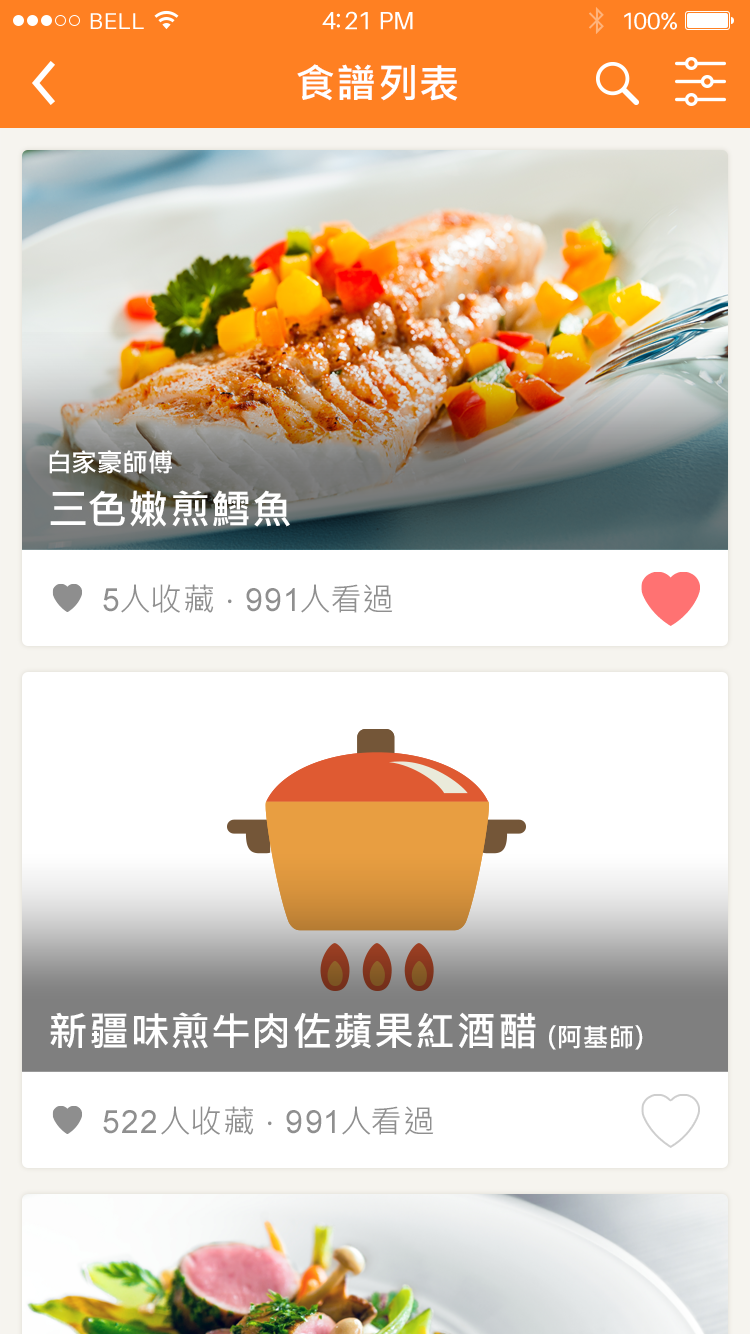 BELL 4:21 PM 100%
食譜列表
白家豪師傅
三色嫩煎鱈魚
5人收藏 · 991人看過
新疆味煎牛肉佐蘋果紅酒醋 (阿基師)
522人收藏 · 991人看過